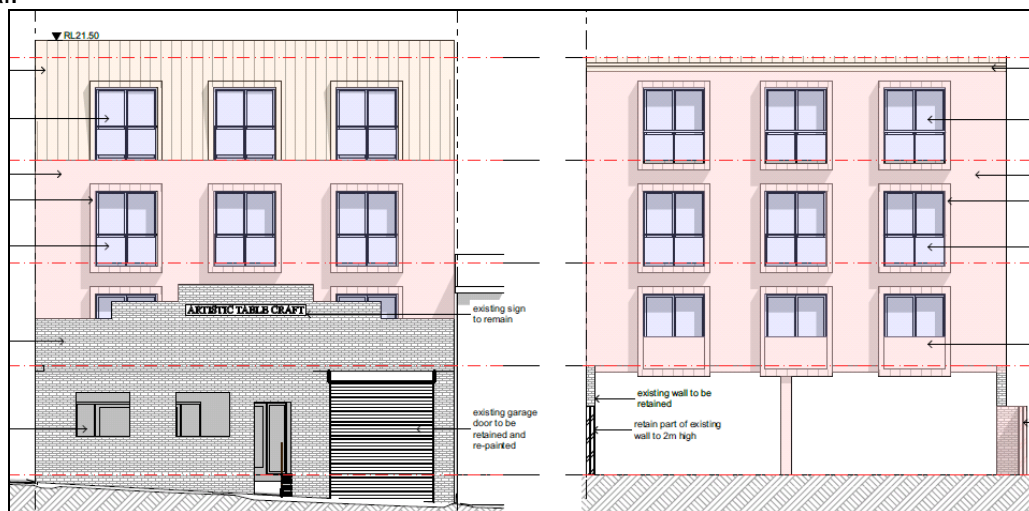 RL21.50
ARTISTIC TABLE CRAFT
existing sign
to remain
existing garage
door to be
retained and
re-painted
existing wall to be
retained
retain part of existing
wall to 2m high